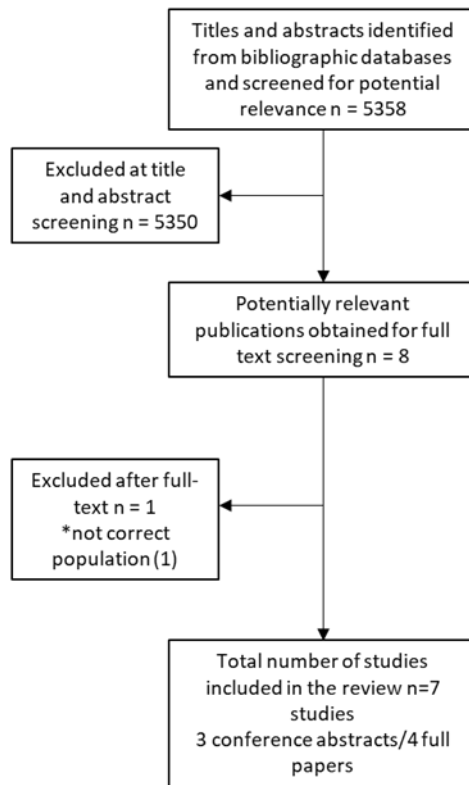 Titles and abstracts identified
from bibliographic databases
and screened for potential
relevance n = 5358
Excluded at title
and abstract
screening n = 5350
Potentially relevant
publications obtained for full
text screening n = 8
Excluded after full-
text n = 1
*not correct
population (1)
Total number of studies
included in the review n=7
studies
3 conference abstracts/4 full
papers